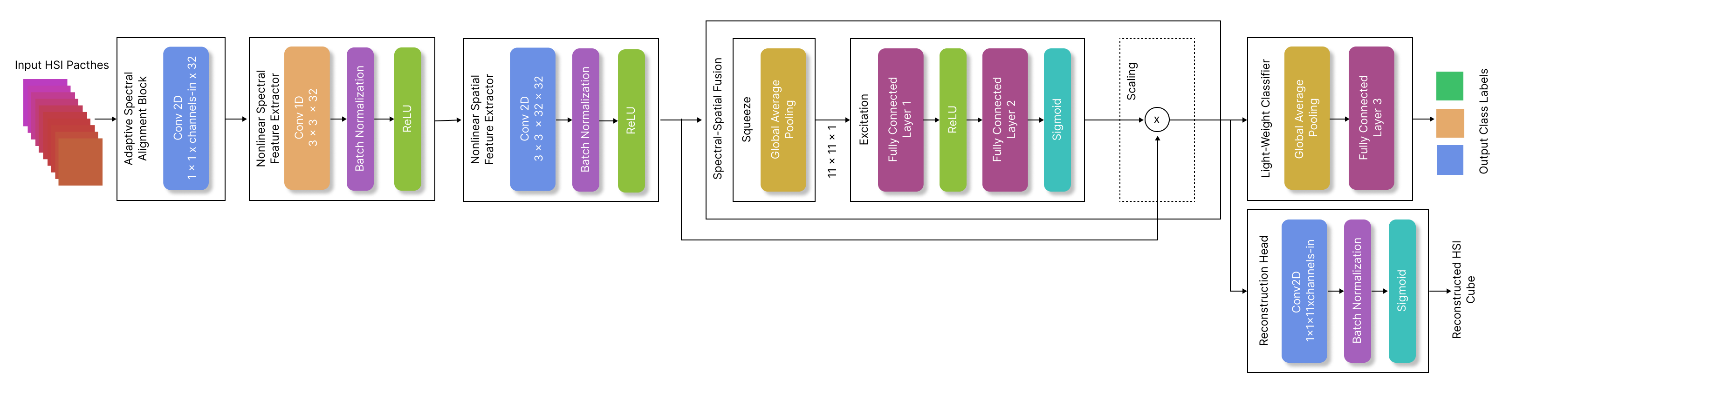 Input HSI Pacthes
Adaptive Spectral
Alignment Block
Conv 2D
1 × 1 x channels-in x 32
Nonlinear Spectral
Feature Extractor
Conv 1D
3 × 3 × 32
Batch Normalization
ReLU
Nonlinear Spatial
Feature Extractor
Conv 2D
3 × 3 × 32 × 32
Batch Normalization
ReLU
Spectral-Spatial Fusion
Squeeze
Global Average
Pooling
11 × 11 × 1
Excitation
Fully Connected
Layer 1
ReLU
Fully Connected
Layer 2
Sigmoid
Scaling
x
Light-Weight Classifier
Global Average
Pooling
Fully Connected
Layer 3
Output Class Labels
Reconstruction Head
Conv2D
1×1×11xchannels-in
Batch Normalization
Sigmoid
Reconstructed HSI
Cube